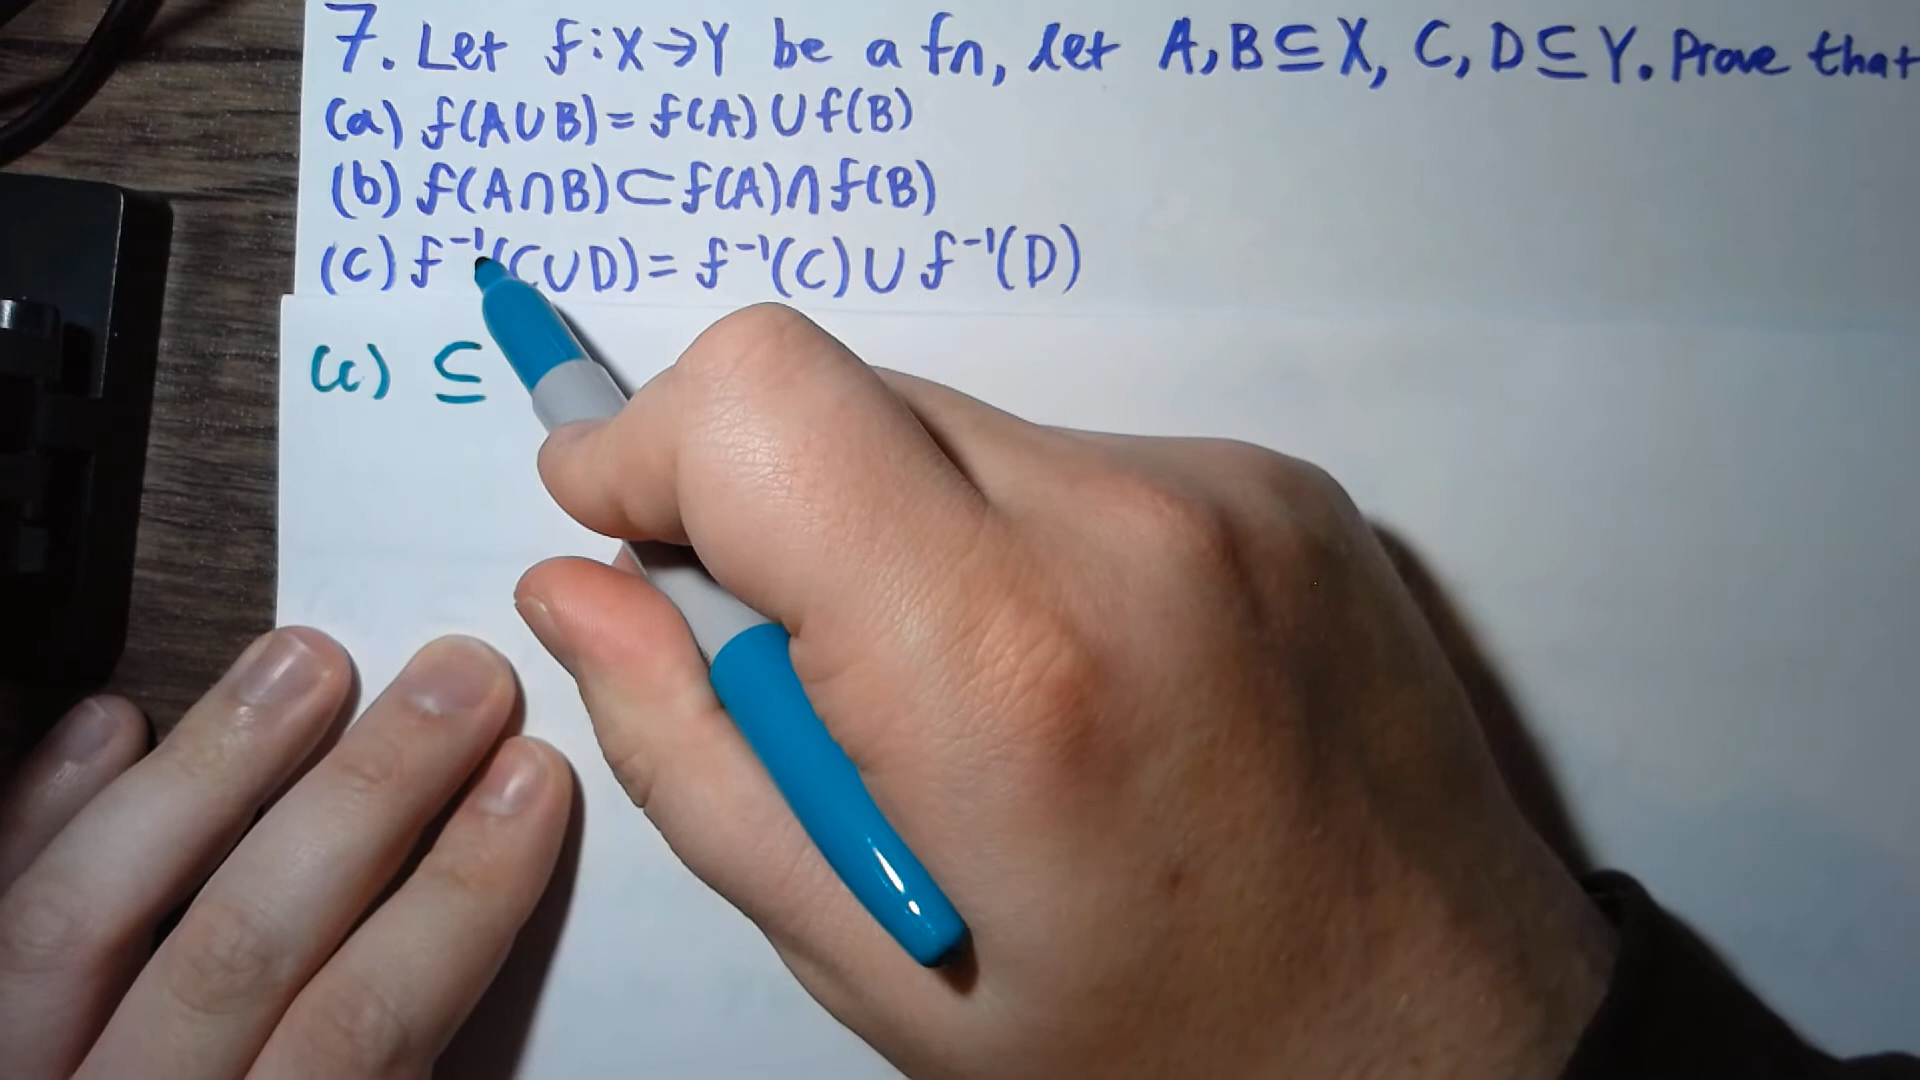 7. Let f:X→Y be a fn, let A,B⊆X, C,D⊆Y. Prove that
(a) f(A∪B)= f(A)∪f(B)
(b) f(A∩B)⊂f(A)∩f(B)
(c) f⁻¹(C∪D)= f⁻¹(C)∪f⁻¹(D)
(c) ⊆